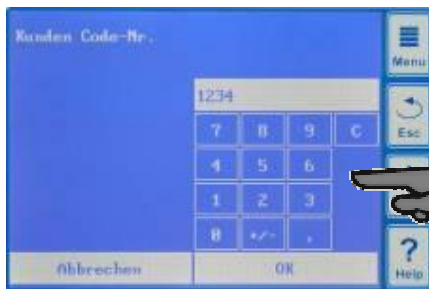 Kunden Code-Nr.
Menu
1234
7 8 9 C
Esc
4 5 6
1 2 3
0 +/- .
?
Help
Abbrechen OK